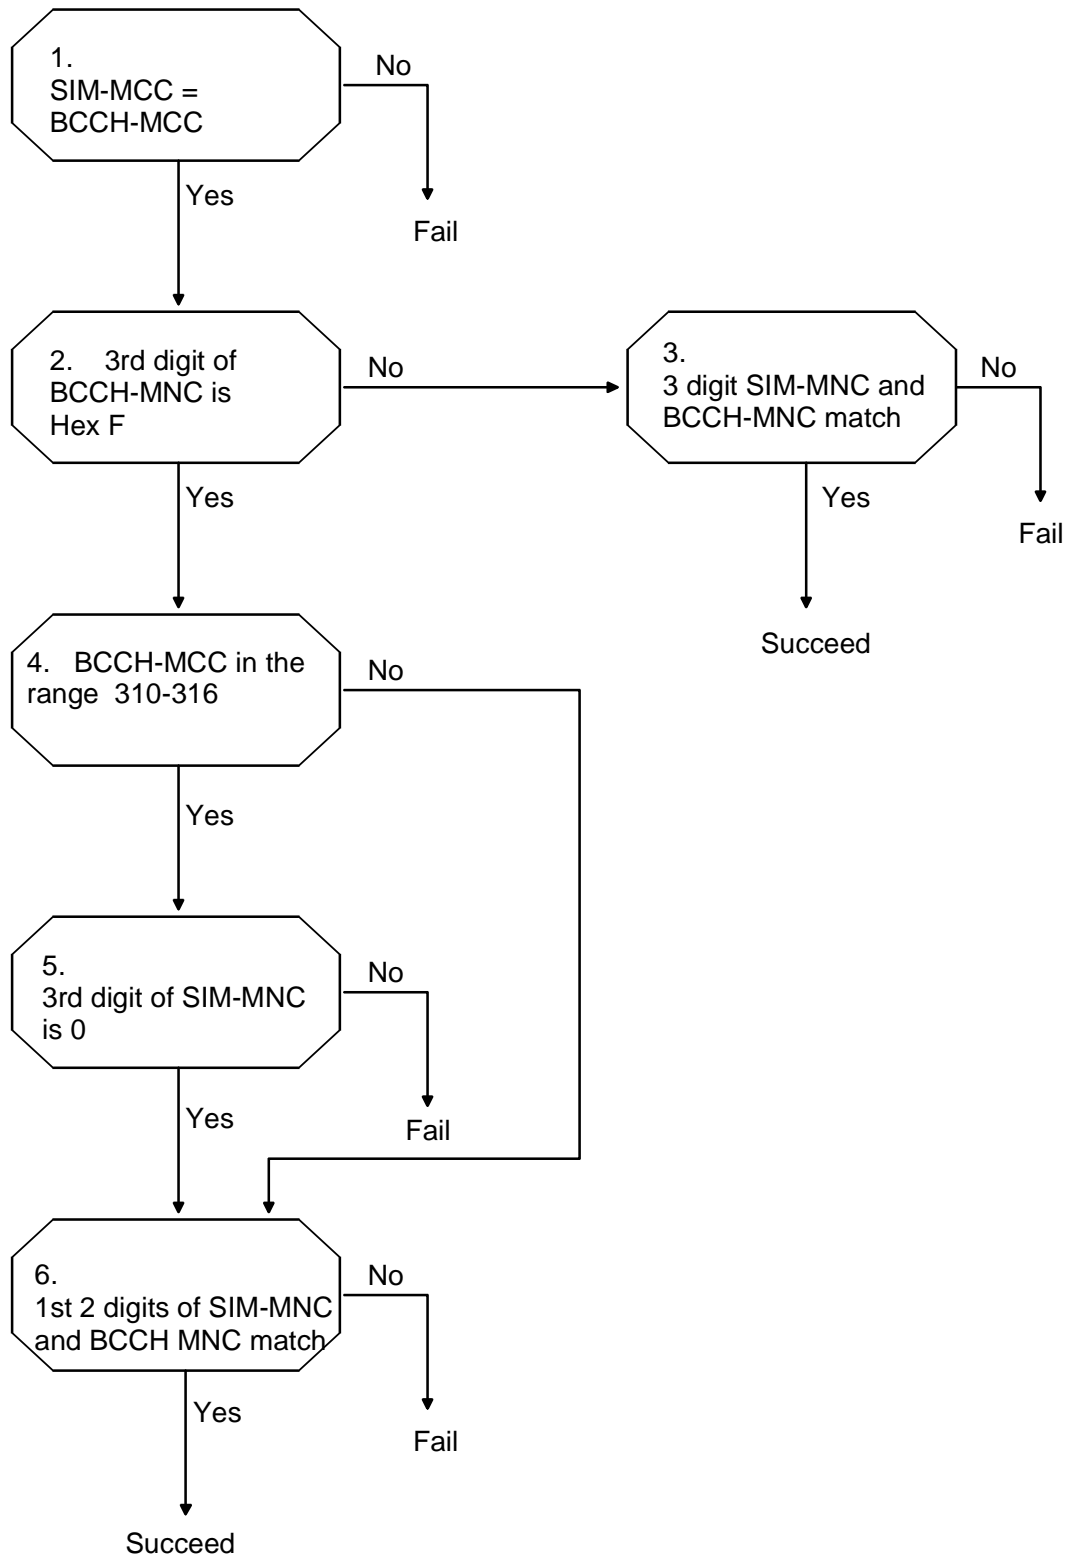 1.
SIM-MCC =
BCCH-MCC
No
Yes
Fail
2. 3rd digit of
BCCH-MNC is
Hex F
No
3.
3 digit SIM-MNC and
BCCH-MNC match
No
Yes
Yes
Fail
Succeed
4. BCCH-MCC in the
range 310-316
No
Yes
5.
3rd digit of SIM-MNC
is 0
No
Yes
Fail
6.
1st 2 digits of SIM-MNC
and BCCH MNC match
No
Yes
Fail
Succeed